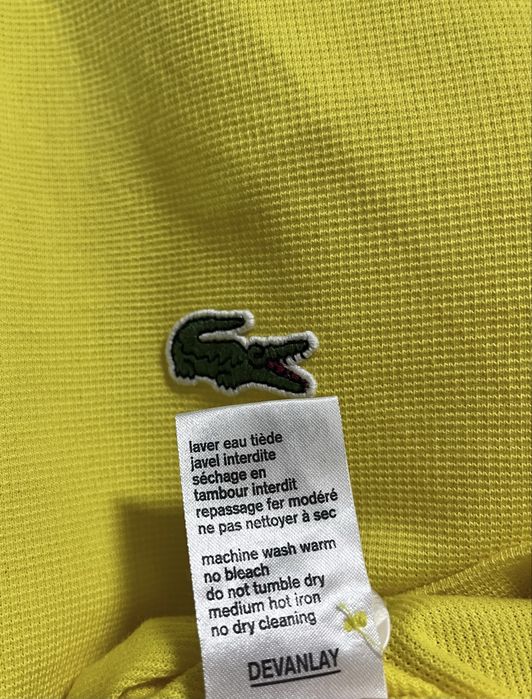 laver eau tiède
javel interdite
séchage en
tambour interdit
repassage fer modéré
ne pas nettoyer à sec
machine wash warm
no bleach
do not tumble dry
medium hot iron
no dry cleaning
DEVANLAY